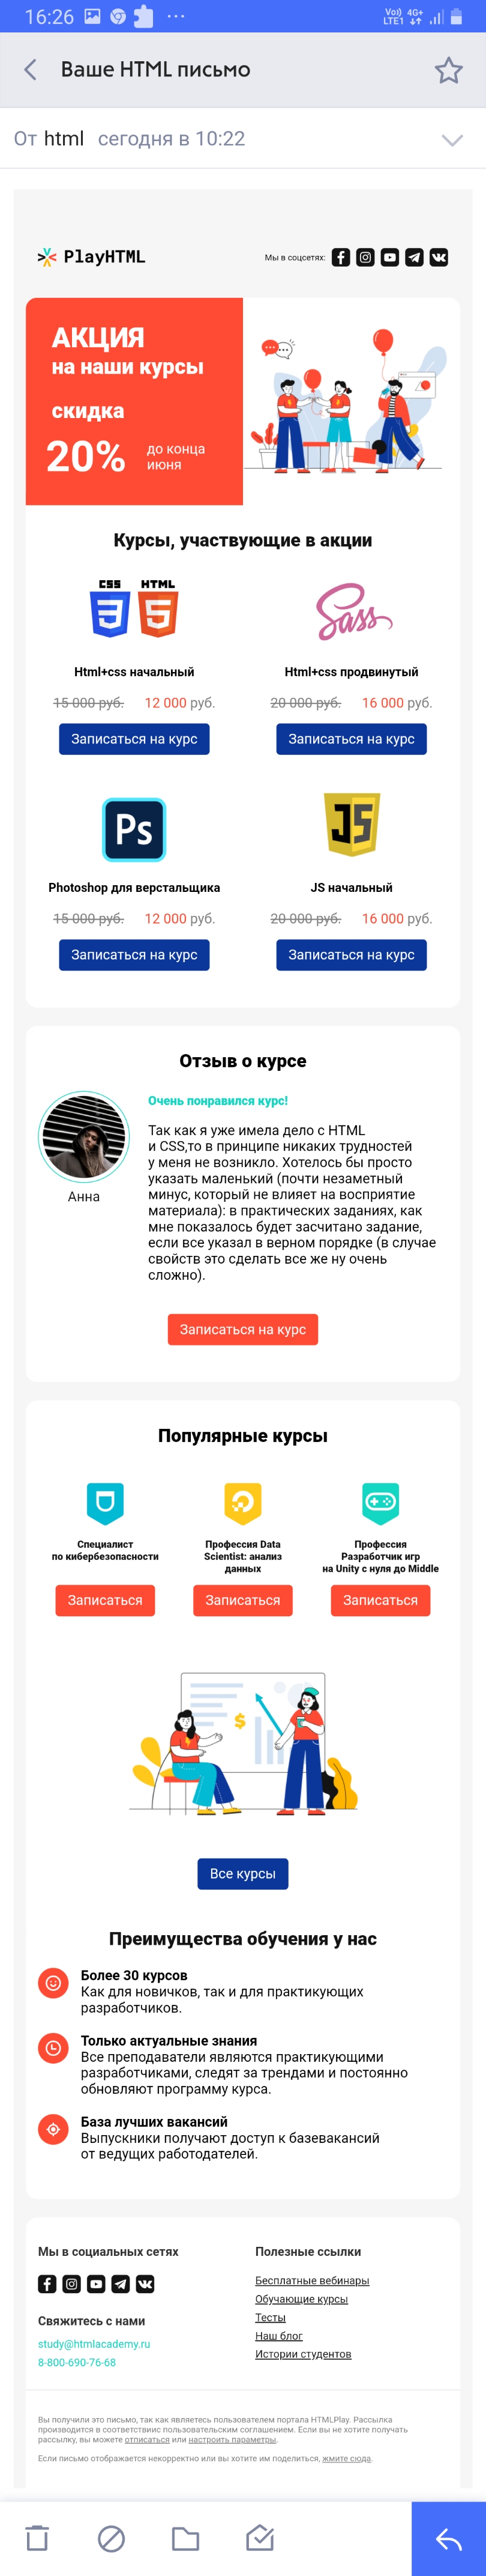 16:26
Vo)) 4G+
LTE1
Ваше HTML письмо
От html сегодня в 10:22
PlayHTML
Мы в соцсетях:
АКЦИЯ
на наши курсы
скидка
20%
до конца
июня
Курсы, участвующие в акции
CSS HTML
3 5
Sass
Html+css начальный
Html+css продвинутый
15 000 руб. 12 000 руб.
20 000 руб. 16 000 руб.
Записаться на курс
Записаться на курс
Ps
JS
Photoshop для верстальщика
JS начальный
15 000 руб. 12 000 руб.
20 000 руб. 16 000 руб.
Записаться на курс
Записаться на курс
Отзыв о курсе
Очень понравился курс!
Так как я уже имела дело с HTML
и CSS,то в принципе никаких трудностей
у меня не возникло. Хотелось бы просто
указать маленький (почти незаметный
минус, который не влияет на восприятие
материала): в практических заданиях, как
мне показалось будет засчитано задание,
если все указал в верном порядке (в случае
свойств это сделать все же ну очень
сложно).
Анна
Записаться на курс
Популярные курсы
Специалист
по кибербезопасности
Профессия Data
Scientist: анализ
данных
Профессия
Разработчик игр
на Unity с нуля до Middle
Записаться
Записаться
Записаться
$
Все курсы
Преимущества обучения у нас
Более 30 курсов
Как для новичков, так и для практикующих
разработчиков.
Только актуальные знания
Все преподаватели являются практикующими
разработчиками, следят за трендами и постоянно
обновляют программу курса.
База лучших вакансий
Выпускники получают доступ к базевакансий
от ведущих работодателей.
Мы в социальных сетях
Свяжитесь с нами
study@htmlacademy.ru
8-800-690-76-68
Полезные ссылки
Бесплатные вебинары
Обучающие курсы
Тесты
Наш блог
Истории студентов
Вы получили это письмо, так как являетесь пользователем портала HTMLPlay. Рассылка
производится в соответствиис пользовательским соглашением. Если вы не хотите получать
рассылку, вы можете отписаться или настроить параметры.
Если письмо отображается некорректно или вы хотите им поделиться, жмите сюда.